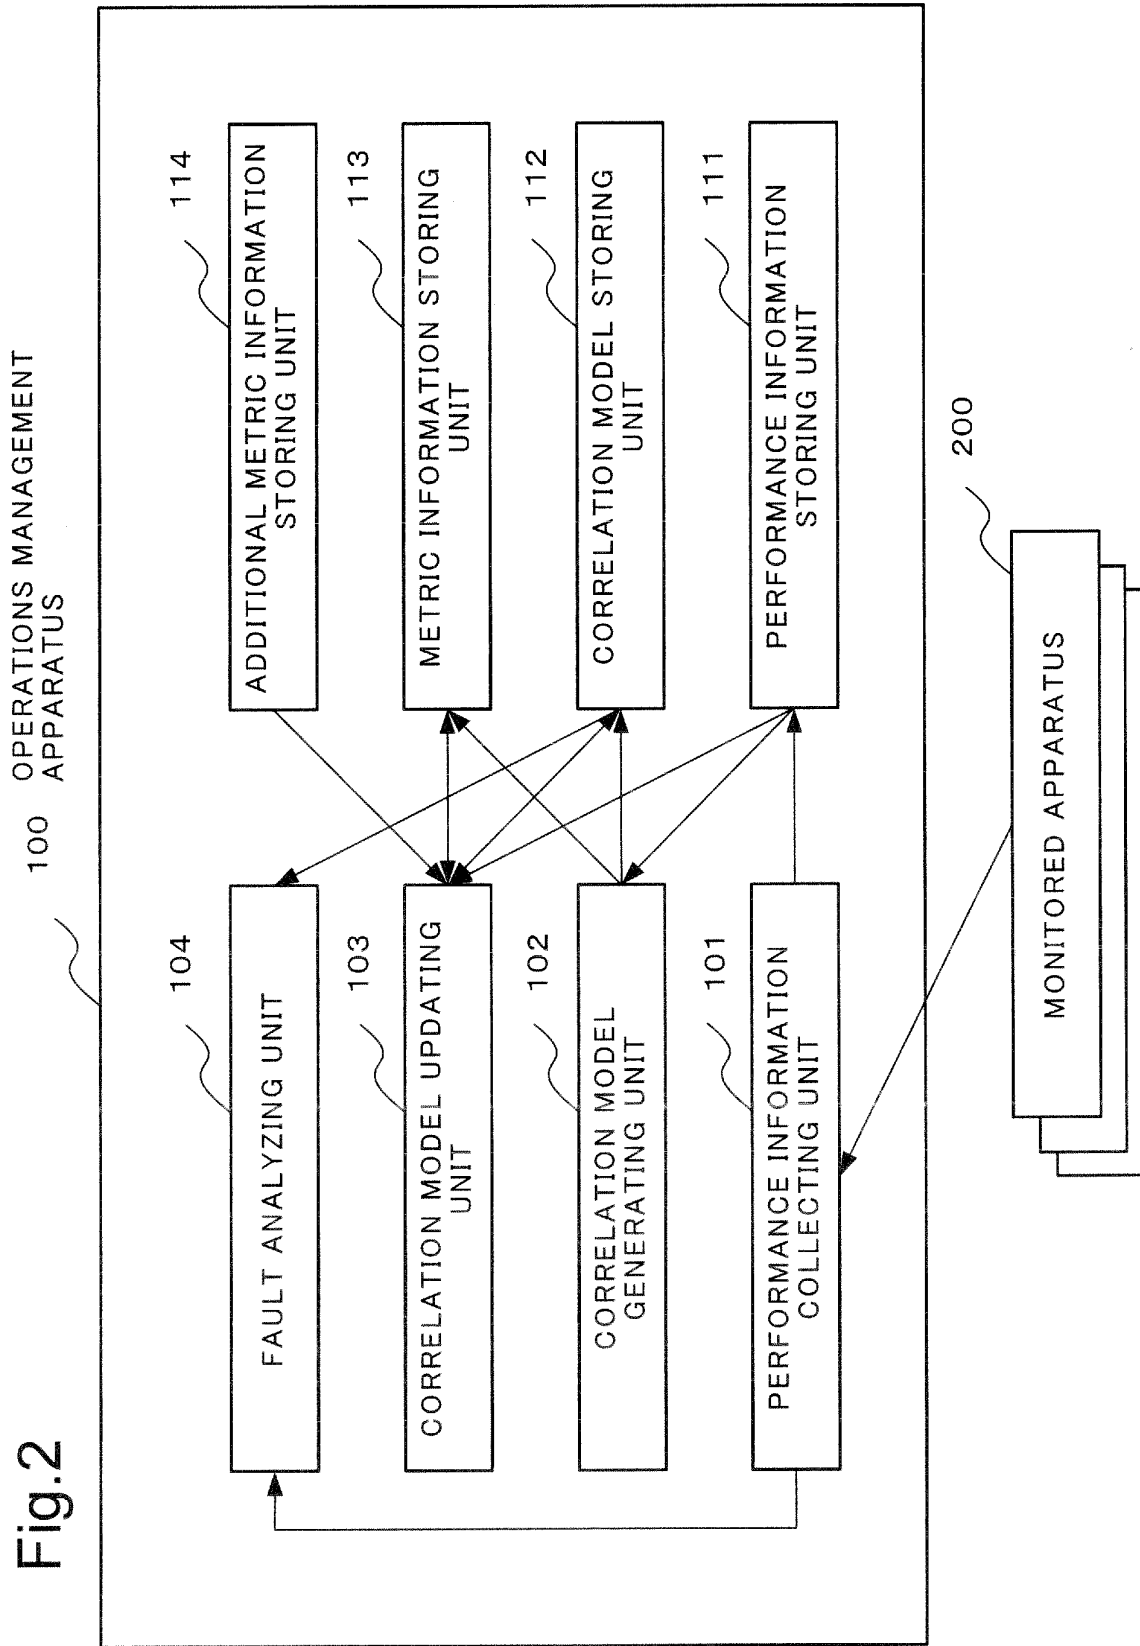 Fig.2
100 OPERATIONS MANAGEMENT
APPARATUS
104
FAULT ANALYZING UNIT
114
ADDITIONAL METRIC INFORMATION
STORING UNIT
103
CORRELATION MODEL UPDATING
UNIT
113
METRIC INFORMATION STORING
UNIT
102
CORRELATION MODEL
GENERATING UNIT
112
CORRELATION MODEL STORING
UNIT
101
PERFORMANCE INFORMATION
COLLECTING UNIT
111
PERFORMANCE INFORMATION
STORING UNIT
200
MONITORED APPARATUS